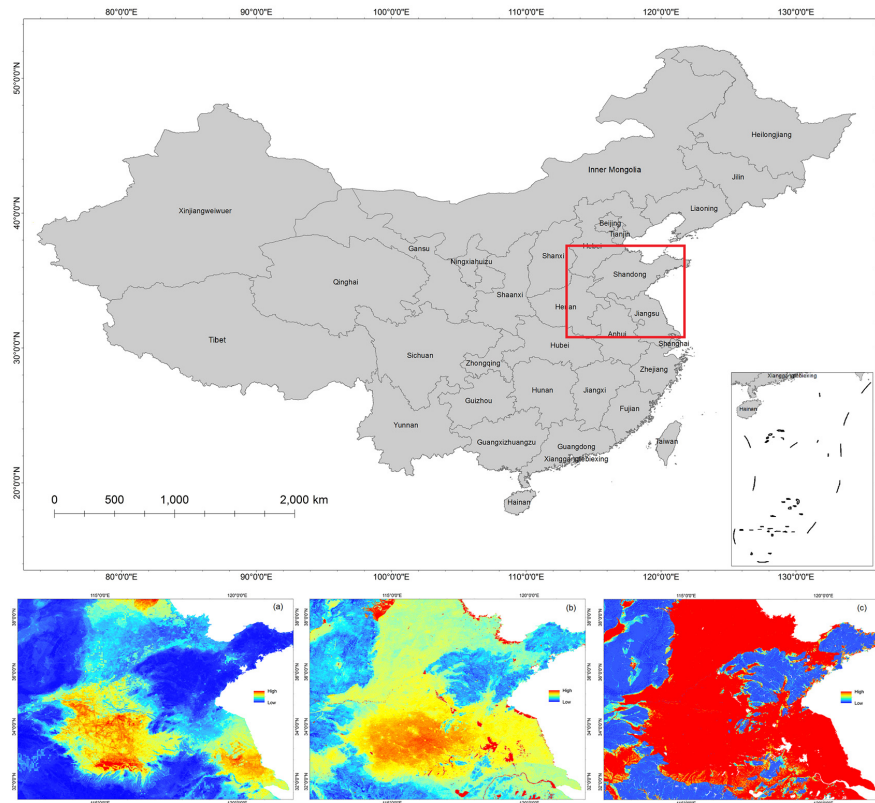 80°0'0"E 90°0'0"E 100°0'0"E 110°0'0"E 120°0'0"E 130°0'0"E
50°0'0"N
Heilongjiang
Inner Mongolia
Jilin
Xinjiangweiwuer
Liaoning
40°0'0"N
Beijing
Tianjin
Hebei
Gansu
Shanxi
Ningxiahuizu
Shandong
Qinghai
Shaanxi
Henan
Jiangsu
Tibet
Anhui
30°0'0"N
Hubei
Shanghai
Sichuan
Zhongqing
Zhejiang
Hunan
Jiangxi
Guizhou
Fujian
Yunnan
Guangxizhuangzu
Guangdong
Taiwan
Xianggangtebiexing
Hainan
20°0'0"N
0 500 1,000 2,000 km
Xianggangtebiexing
Hainan
80°0'0"E 90°0'0"E 100°0'0"E 110°0'0"E 120°0'0"E 130°0'0"E
(a)
High
Low
(b)
High
Low
(c)
High
Low